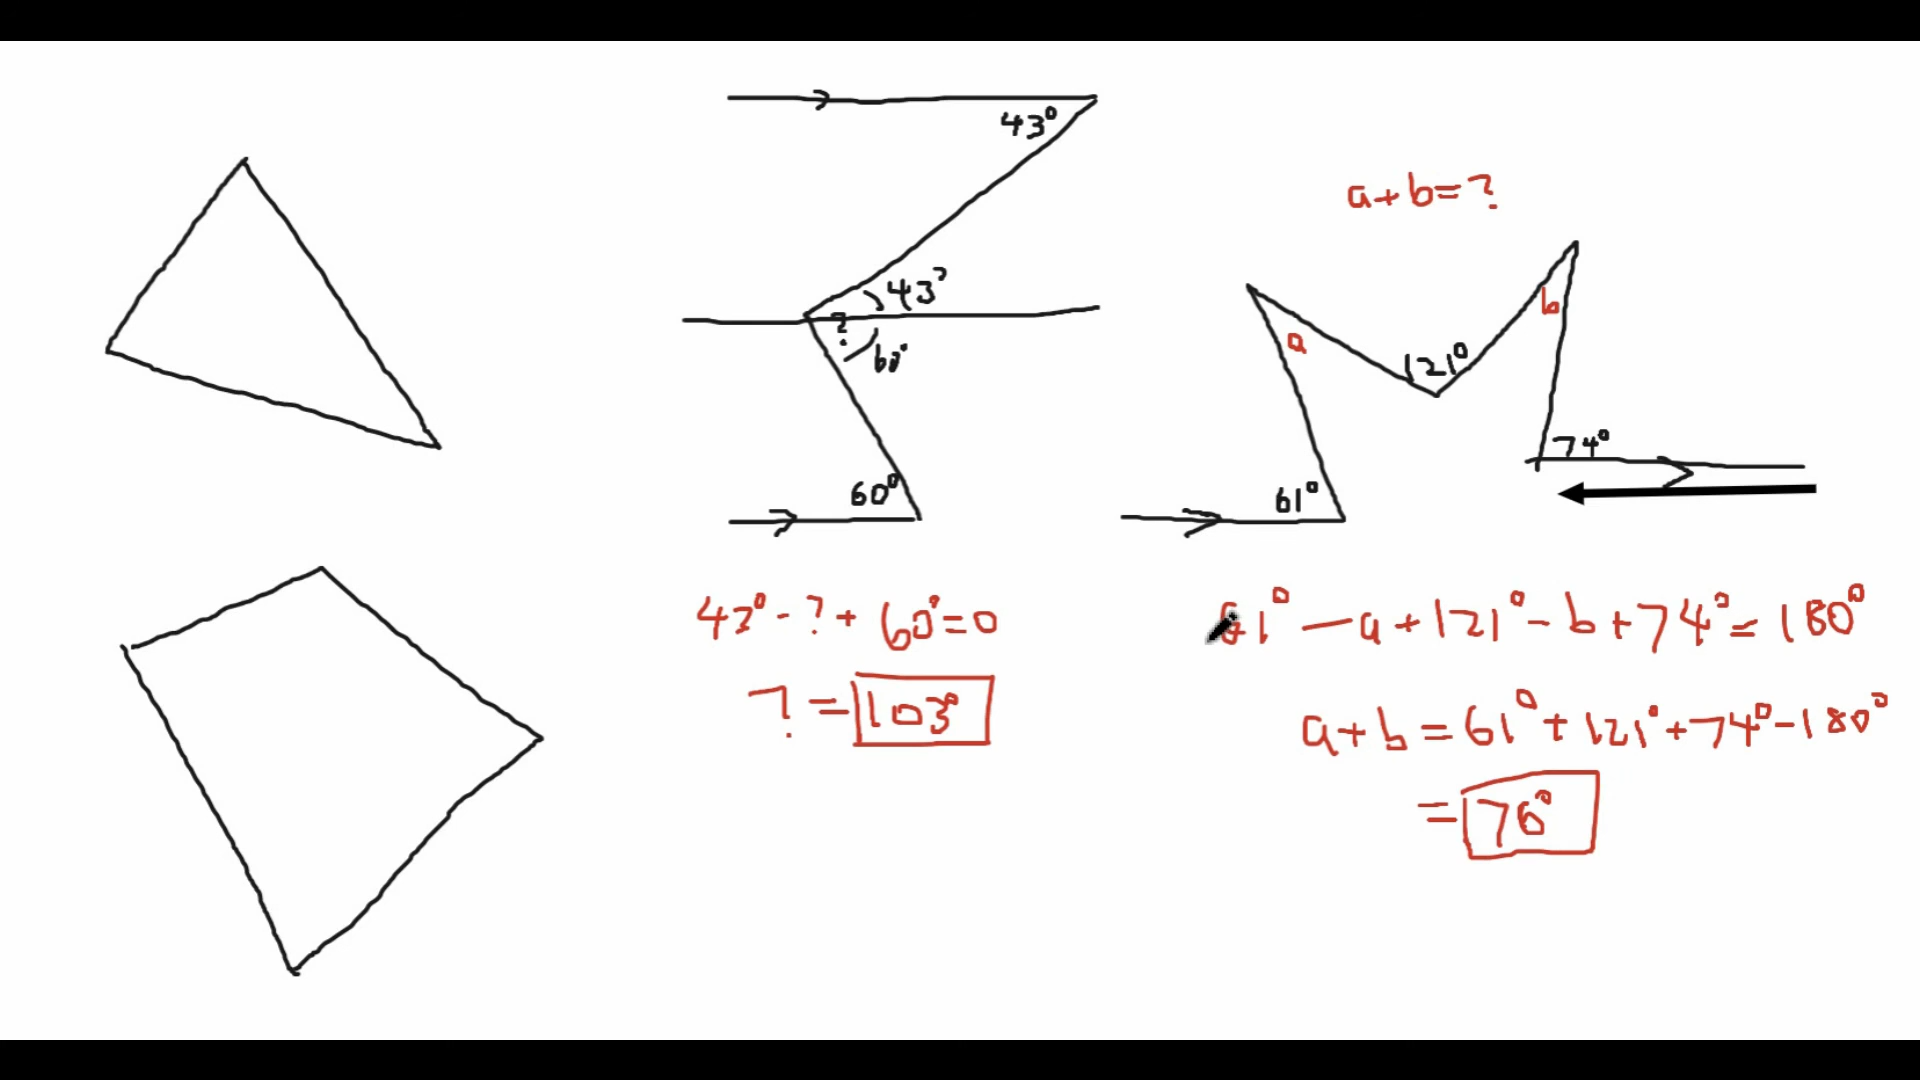 43°
43°
?
60°
60°
43° - ? + 60° = 0
? = 103°
a + b = ?
a
b
121°
74°
61°
61° - a + 121° - b + 74° = 180°
a + b = 61° + 121° + 74° - 180°
= 76°